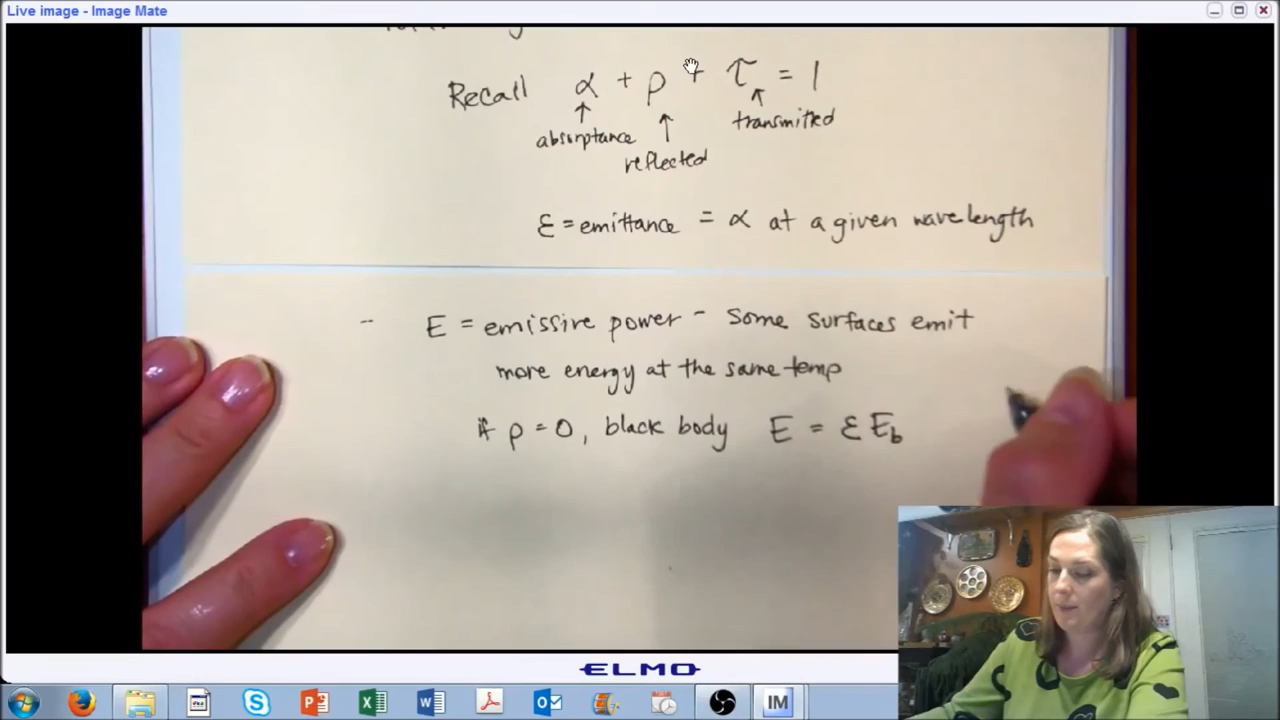 Live image - Image Mate
Recall α + ρ + τ = 1
absorptance
reflected
transmitted
ε = emittance = α at a given wavelength
- E = emissive power - Some surfaces emit
more energy at the same temp
if ρ = 0, black body E = ε E_b
ELMO
IM